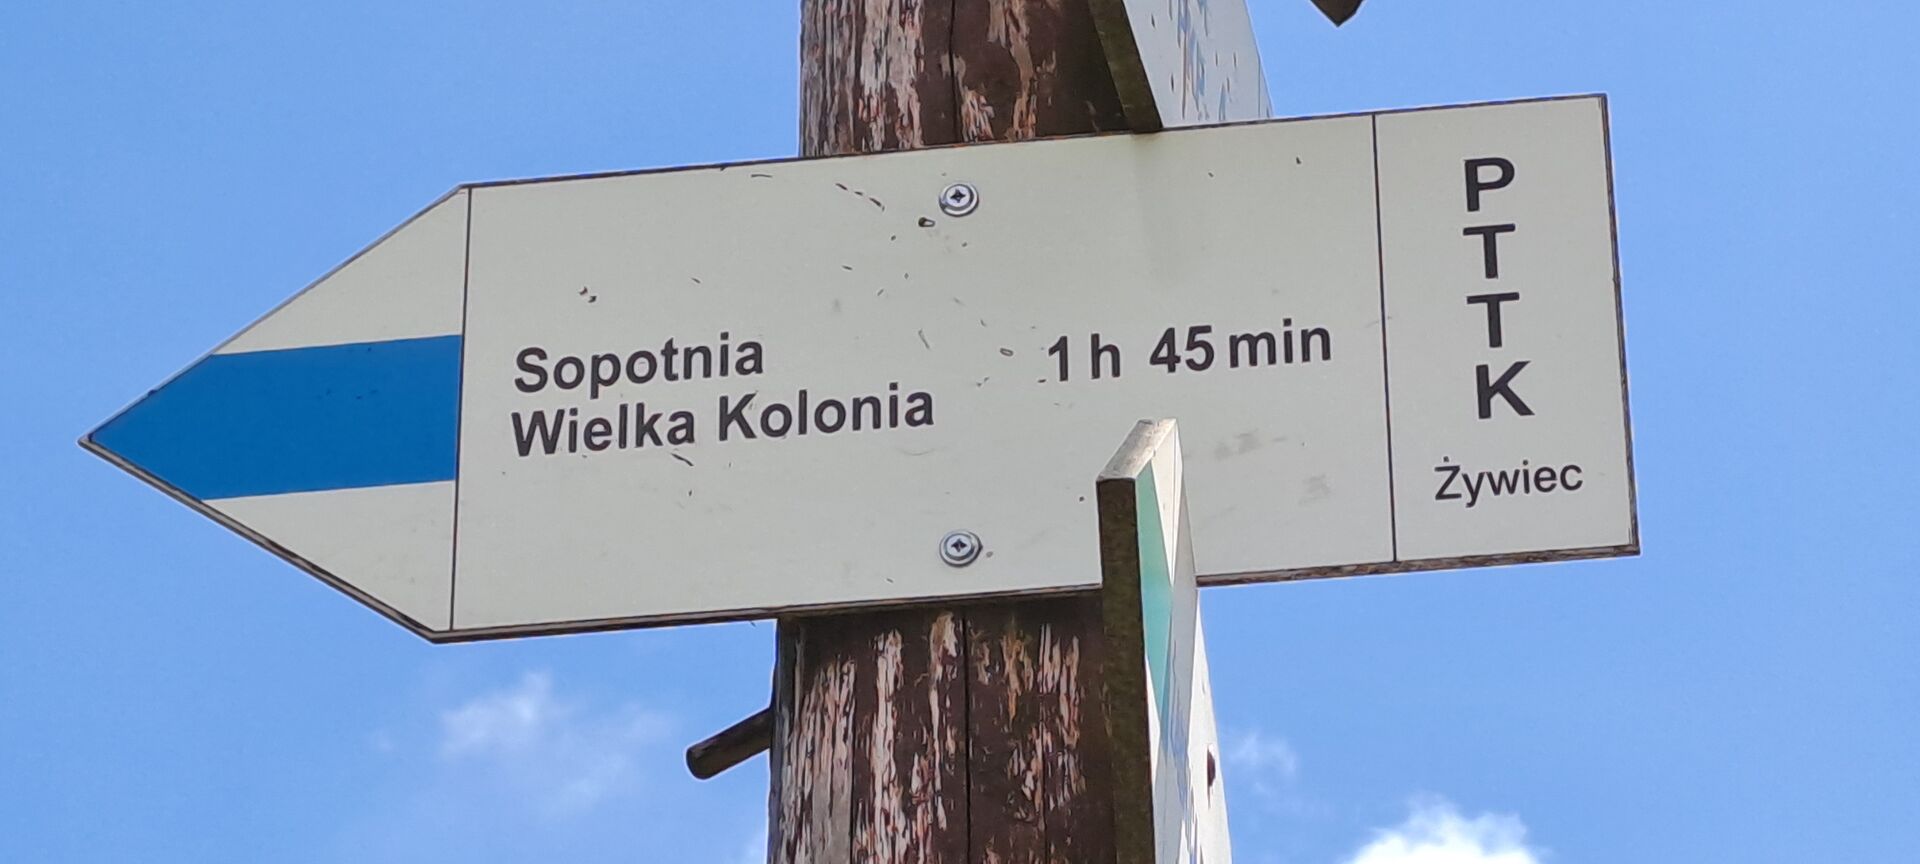 Sopotnia
Wielka Kolonia 1 h 45 min
PTTK
Żywiec